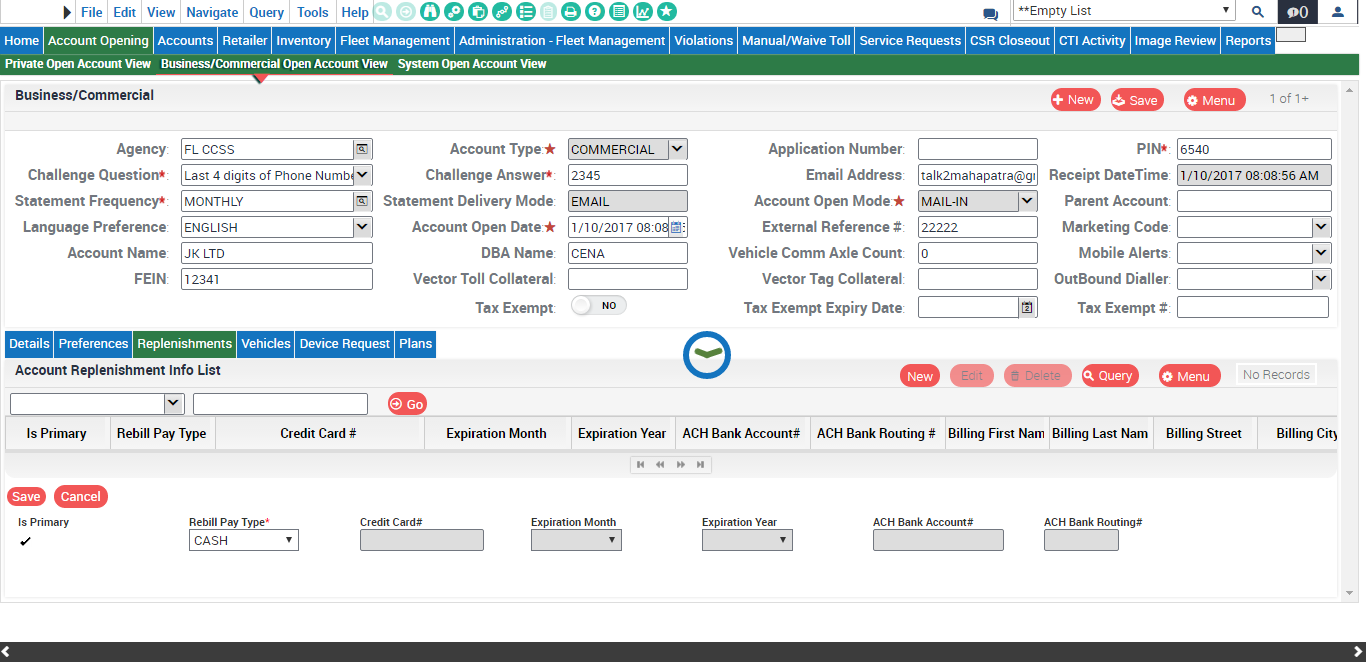 File Edit View Navigate Query Tools Help **Empty List 0
Home Account Opening Accounts Retailer Inventory Fleet Management Administration - Fleet Management Violations Manual/Waive Toll Service Requests CSR Closeout CTI Activity Image Review Reports
Private Open Account View Business/Commercial Open Account View System Open Account View
Business/Commercial New Save Menu 1 of 1+
Agency: FL CCSS Account Type: COMMERCIAL Application Number: PIN*: 6540
Challenge Question*: Last 4 digits of Phone Numbe Challenge Answer*: 2345 Email Address: talk2mahapatra@g Receipt DateTime: 1/10/2017 08:08:56 AM
Statement Frequency*: MONTHLY Statement Delivery Mode: EMAIL Account Open Mode: MAIL-IN Parent Account:
Language Preference: ENGLISH Account Open Date: 1/10/2017 08:08 External Reference #: 22222 Marketing Code:
Account Name: JK LTD DBA Name: CENA Vehicle Comm Axle Count: 0 Mobile Alerts:
FEIN: 12341 Vector Toll Collateral: Vector Tag Collateral: OutBound Dialler:
Tax Exempt: NO Tax Exempt Expiry Date: Tax Exempt #:
Details Preferences Replenishments Vehicles Device Request Plans
Account Replenishment Info List New Edit Delete Query Menu No Records
Go
Is Primary Rebill Pay Type Credit Card # Expiration Month Expiration Year ACH Bank Account# ACH Bank Routing # Billing First Nam Billing Last Nam Billing Street Billing City
Save Cancel
Is Primary Rebill Pay Type* Credit Card# Expiration Month Expiration Year ACH Bank Account# ACH Bank Routing#
CASH